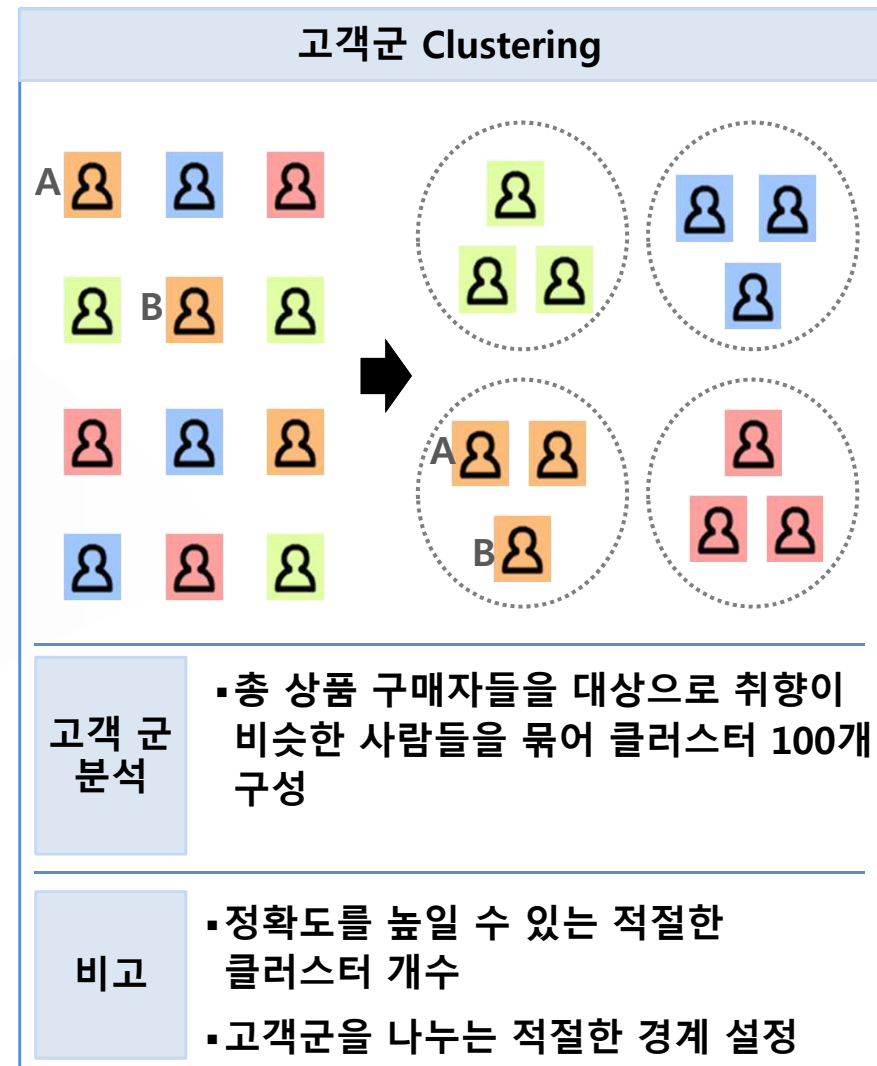 고객군 Clustering
A
B
A
B
고객 군
분석
▪총 상품 구매자들을 대상으로 취향이
비슷한 사람들을 묶어 클러스터 100개
구성
비고
▪정확도를 높일 수 있는 적절한
클러스터 개수
▪고객군을 나누는 적절한 경계 설정